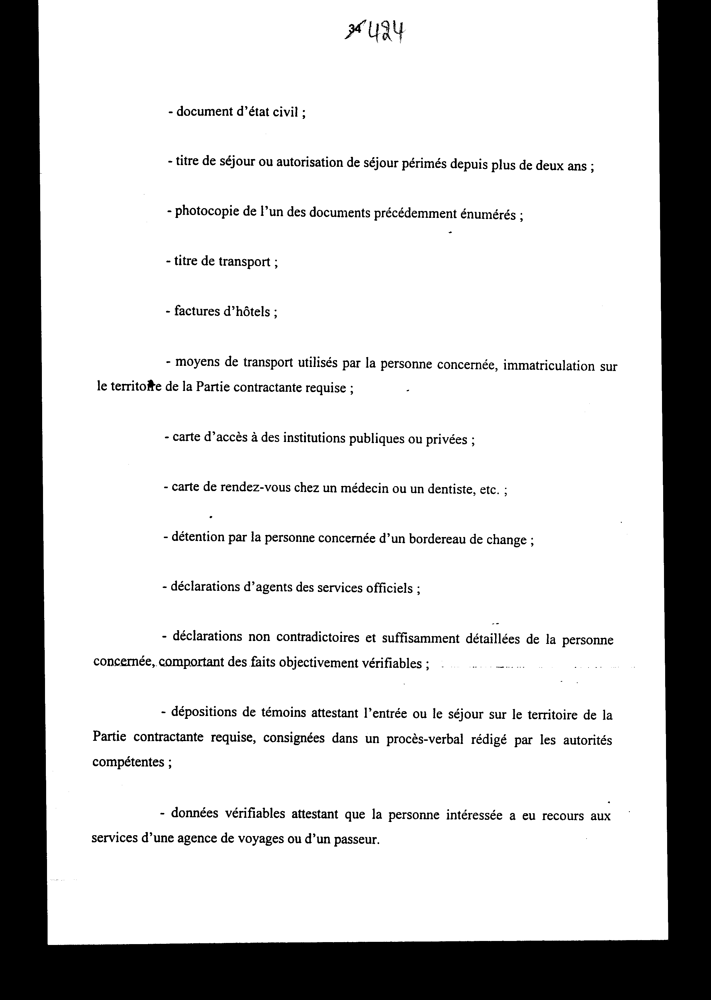 34 424
- document d'état civil ;
- titre de séjour ou autorisation de séjour périmés depuis plus de deux ans ;
- photocopie de l'un des documents précédemment énumérés ;
- titre de transport ;
- factures d'hôtels ;
- moyens de transport utilisés par la personne concernée, immatriculation sur
le territoire de la Partie contractante requise ;
- carte d'accès à des institutions publiques ou privées ;
- carte de rendez-vous chez un médecin ou un dentiste, etc. ;
- détention par la personne concernée d'un bordereau de change ;
- déclarations d'agents des services officiels ;
- déclarations non contradictoires et suffisamment détaillées de la personne
concernée, comportant des faits objectivement vérifiables ;
- dépositions de témoins attestant l'entrée ou le séjour sur le territoire de la
Partie contractante requise, consignées dans un procès-verbal rédigé par les autorités
compétentes ;
- données vérifiables attestant que la personne intéressée a eu recours aux
services d'une agence de voyages ou d'un passeur.